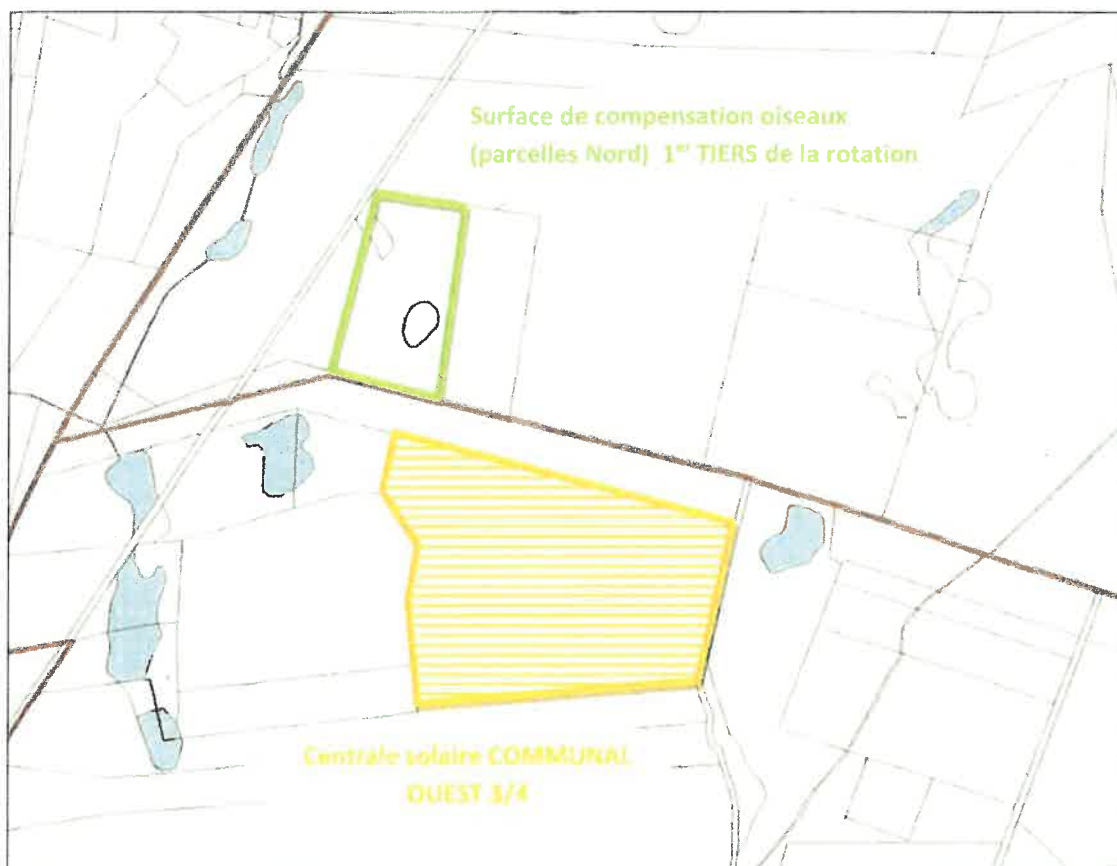 Surface de compensation oiseaux
(parcelles Nord) 1er TIERS de la rotation
Centrale solaire COMMUNAL
OUEST 3/4